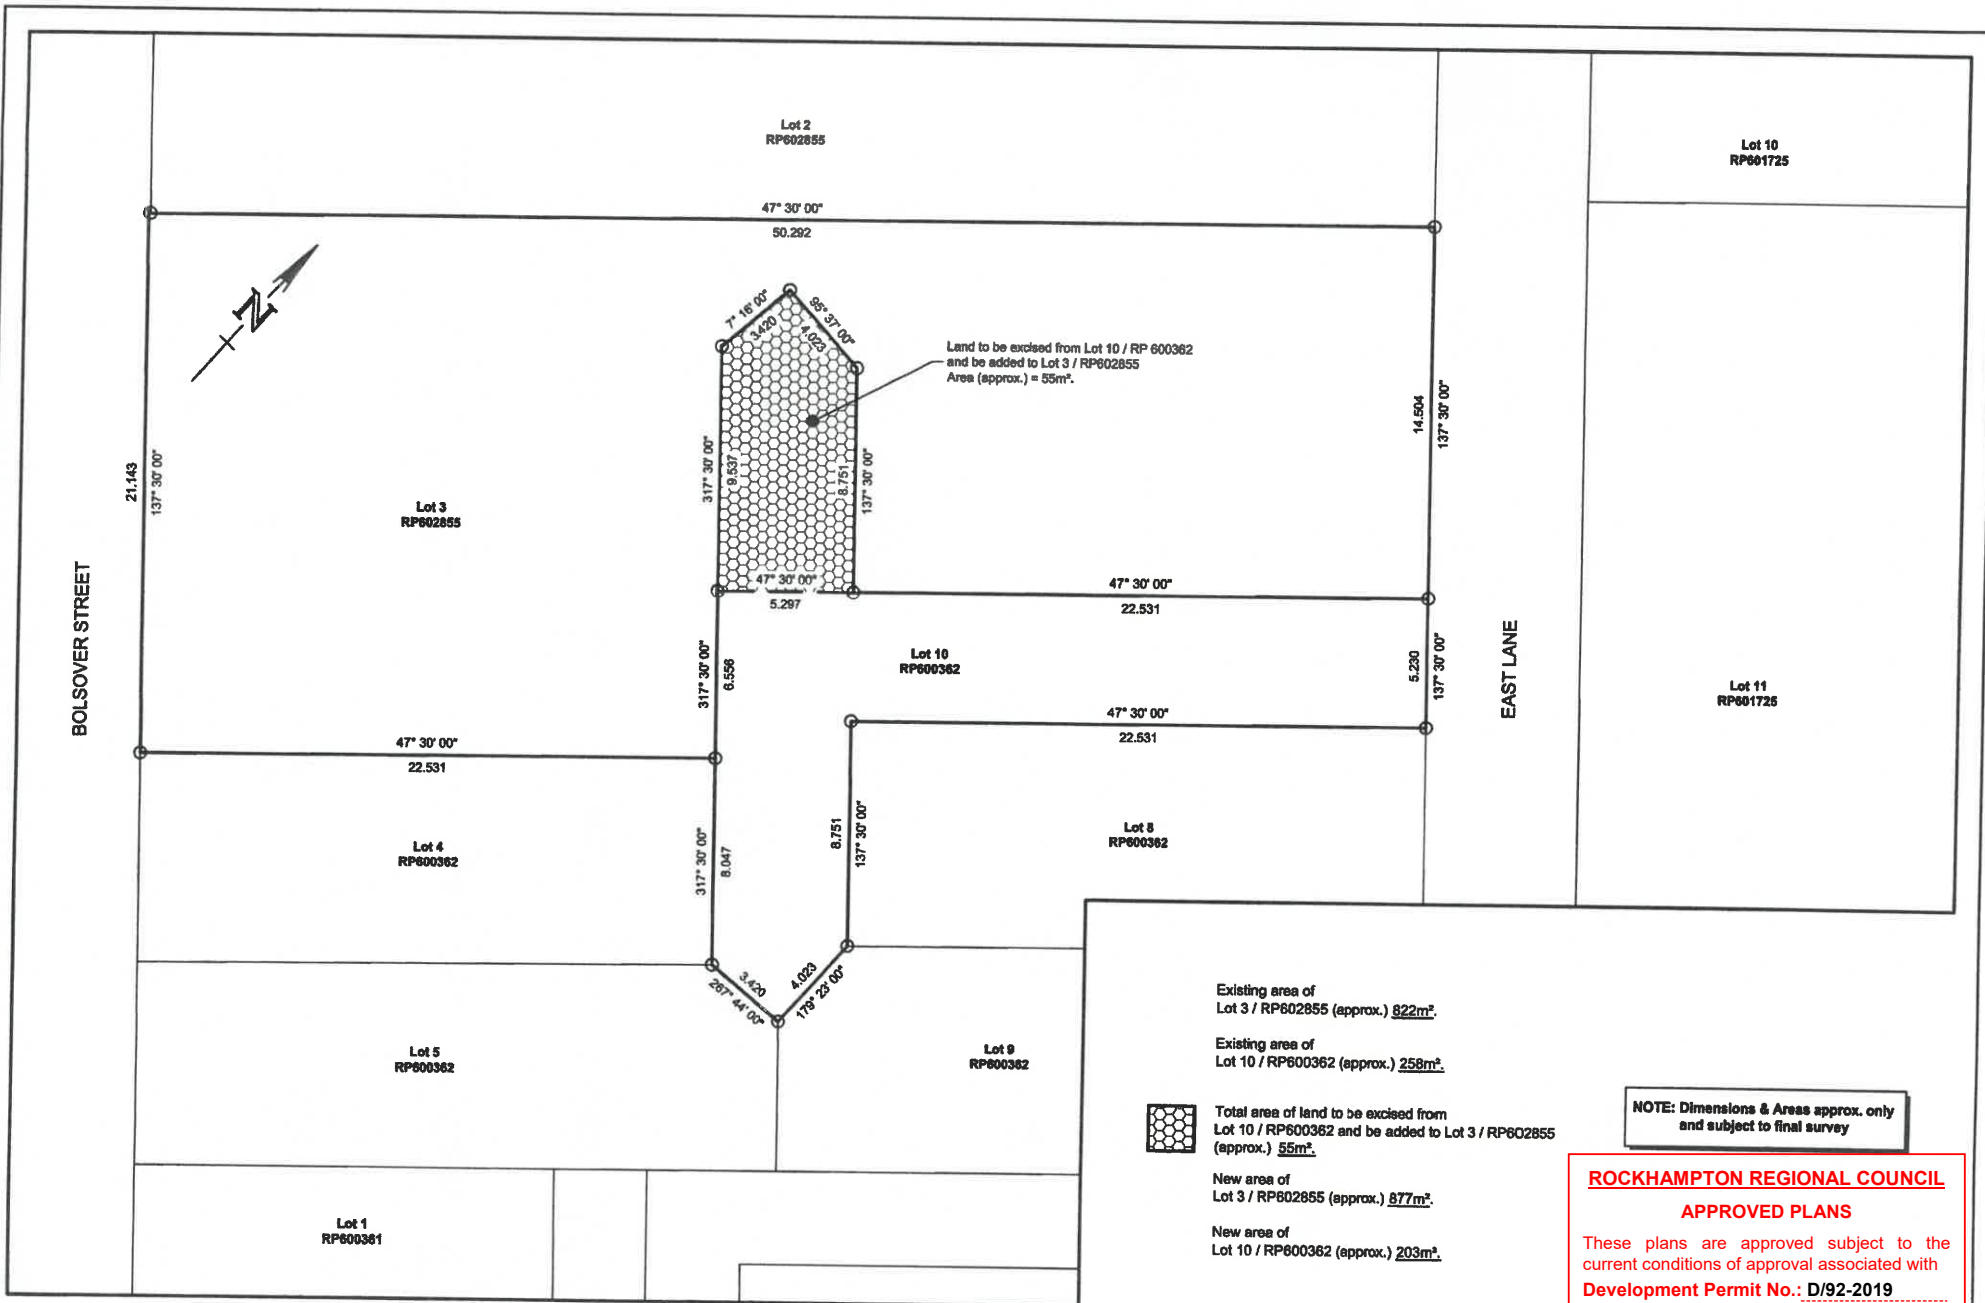 Lot 2
RP602855
Lot 10
RP601725
47° 30' 00"
50.292
N
7° 16' 00"
3.420
95° 37' 00"
4.023
Land to be excised from Lot 10 / RP 600362
and be added to Lot 3 / RP602855
Area (approx.) = 55m².
21.143
137° 30' 00"
317° 30' 00"
9.537
8.751
137° 30' 00"
14.504
137° 30' 00"
Lot 3
RP602855
BOLSOVER STREET
47° 30' 00"
5.297
47° 30' 00"
22.531
317° 30' 00"
6.556
Lot 10
RP600362
5.230
137° 30' 00"
EAST LANE
Lot 11
RP601725
47° 30' 00"
22.531
47° 30' 00"
22.531
Lot 4
RP600362
317° 30' 00"
8.047
8.751
137° 30' 00"
Lot 8
RP600362
3.420
267° 44' 00"
4.023
179° 23' 00"
Lot 5
RP600362
Lot 9
RP600362
Lot 1
RP600361
Existing area of
Lot 3 / RP602855 (approx.) 822m².
Existing area of
Lot 10 / RP600362 (approx.) 258m².
Total area of land to be excised from
Lot 10 / RP600362 and be added to Lot 3 / RP602855
(approx.) 55m².
New area of
Lot 3 / RP602855 (approx.) 877m².
New area of
Lot 10 / RP600362 (approx.) 203m².
NOTE: Dimensions & Areas approx. only
and subject to final survey
ROCKHAMPTON REGIONAL COUNCIL
APPROVED PLANS
These plans are approved subject to the
current conditions of approval associated with
Development Permit No.: D/92-2019